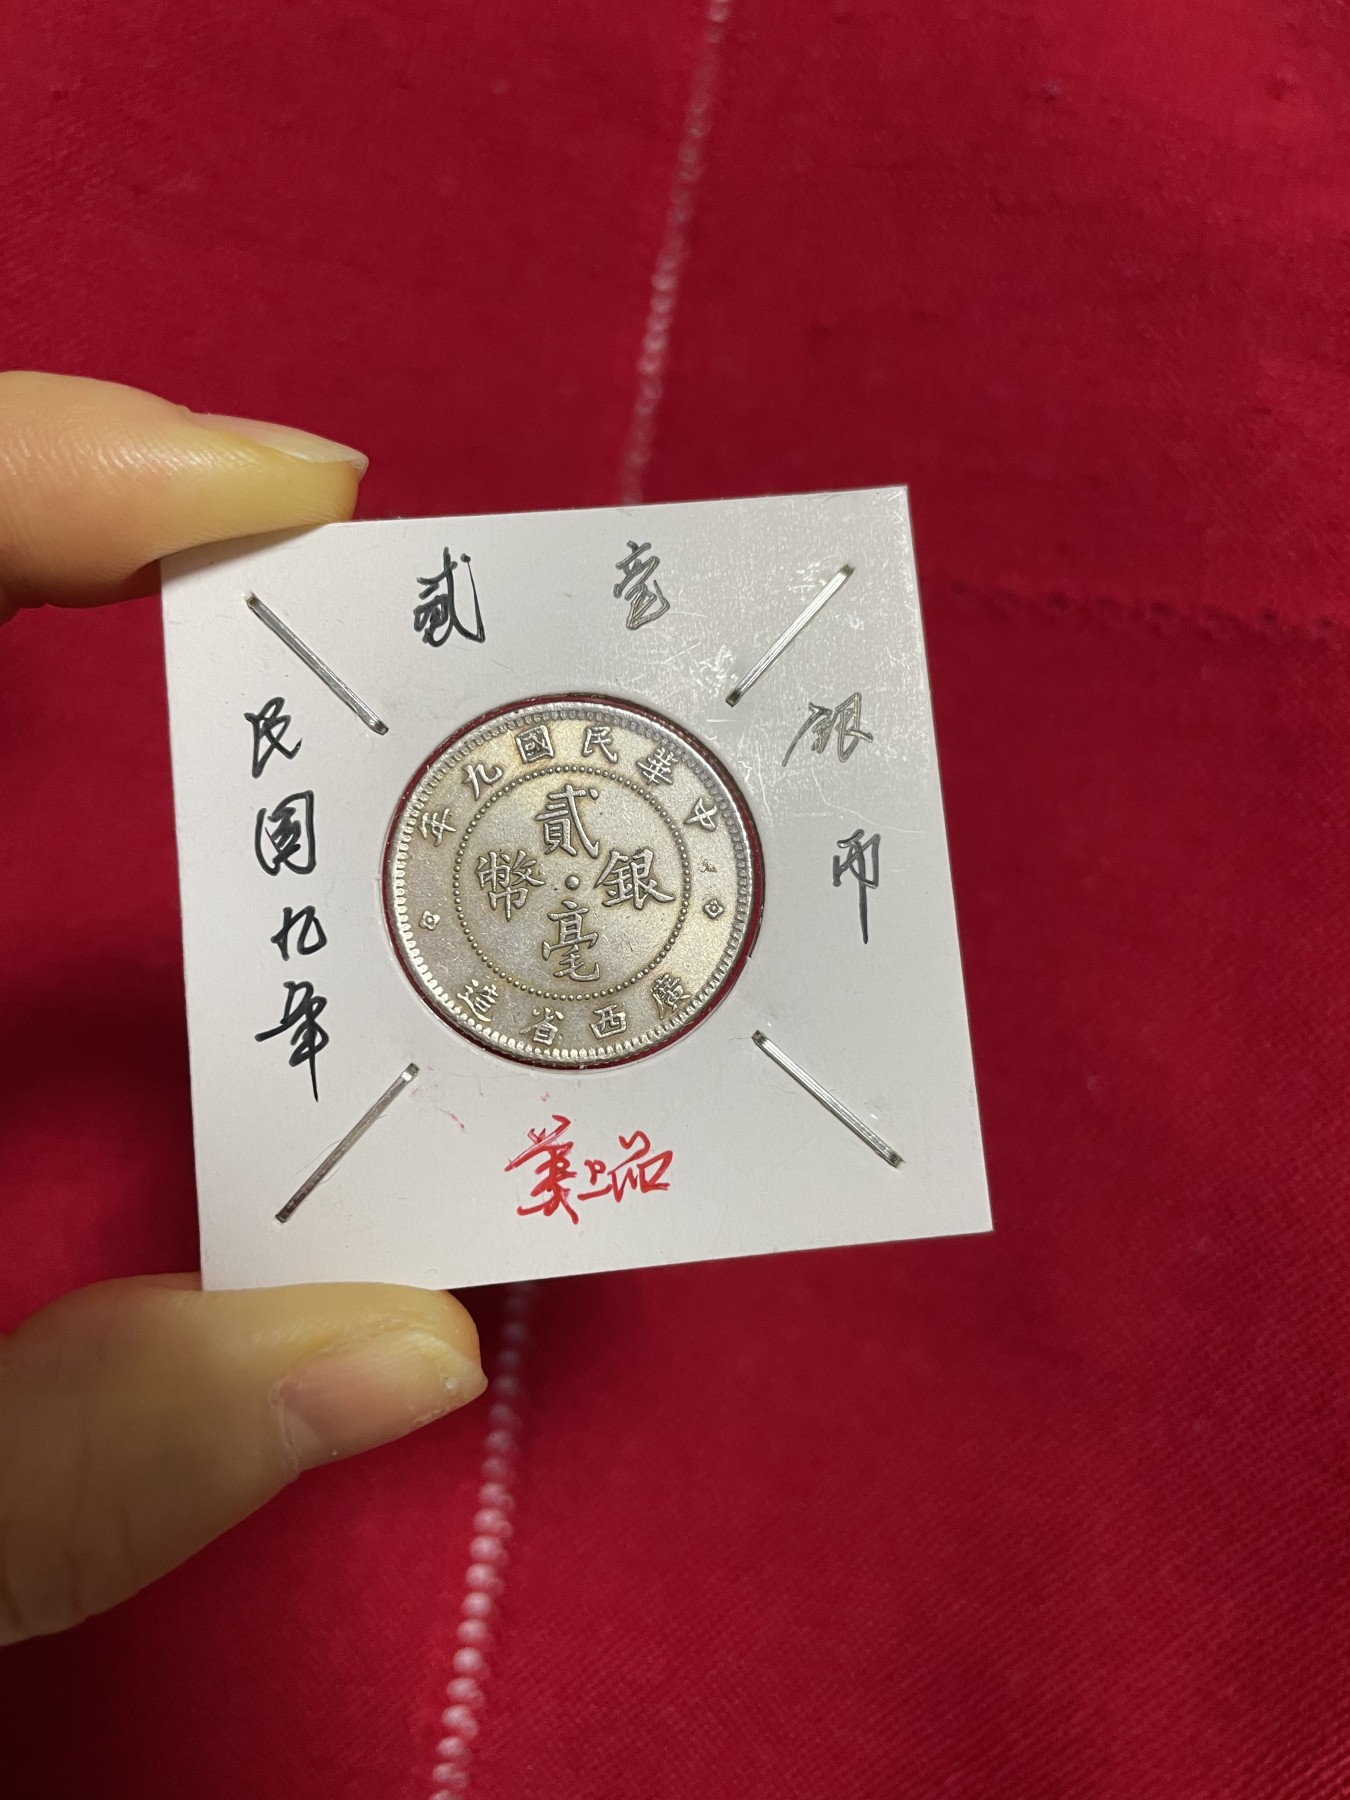 貳毫
銀币
民国九年
中華民國九年
貳毫銀幣
廣西省造
美品